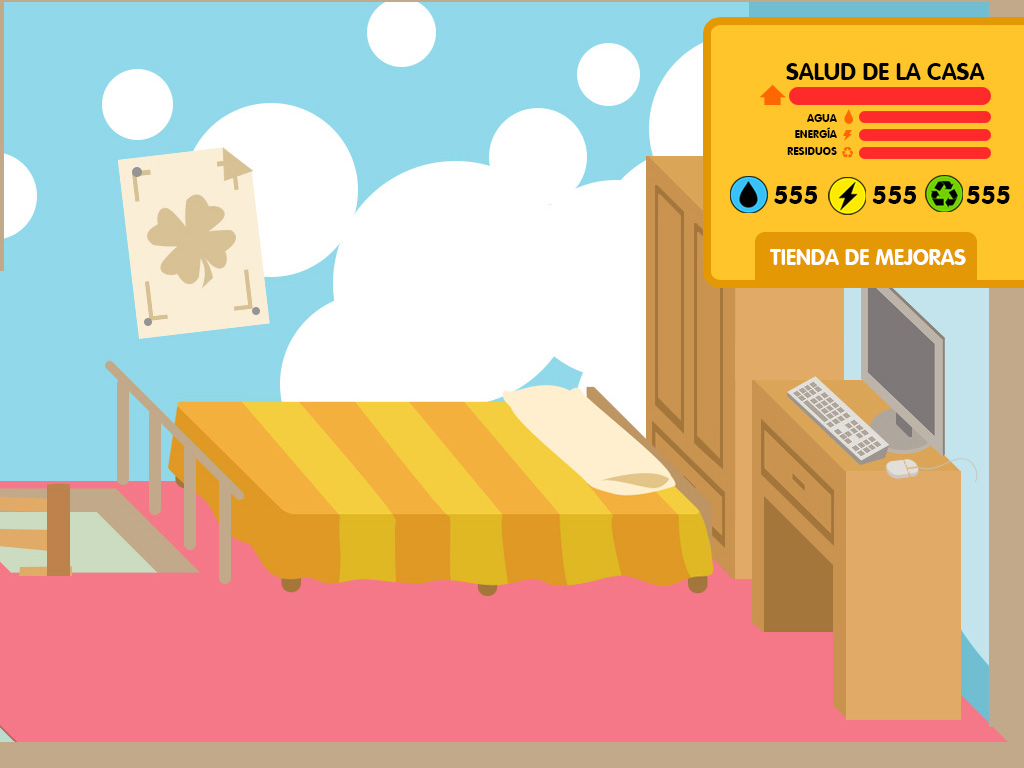 SALUD DE LA CASA
AGUA
ENERGÍA
RESIDUOS
555 555 555
TIENDA DE MEJORAS